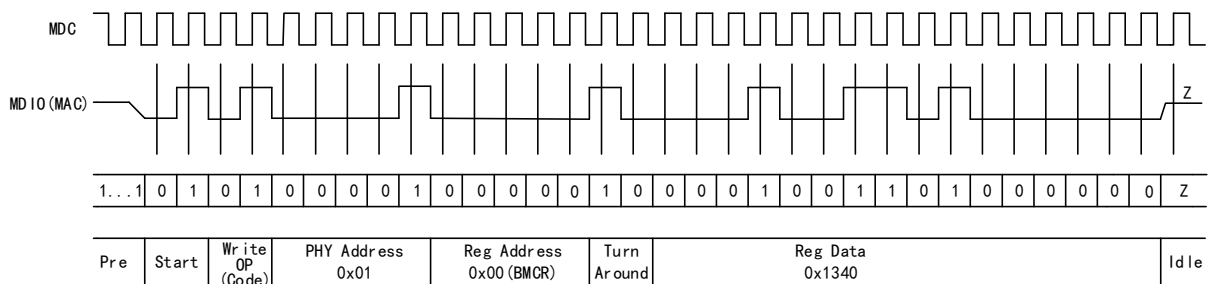 MDC
MDIO(MAC)
Z
1...1 0 1 0 1 0 0 0 0 1 0 0 0 0 0 1 0 0 0 0 1 0 0 1 1 0 1 0 0 0 0 0 0 Z
Pre Start Write OP (Code) PHY Address 0x01 Reg Address 0x00(BMCR) Turn Around Reg Data 0x1340 Idle